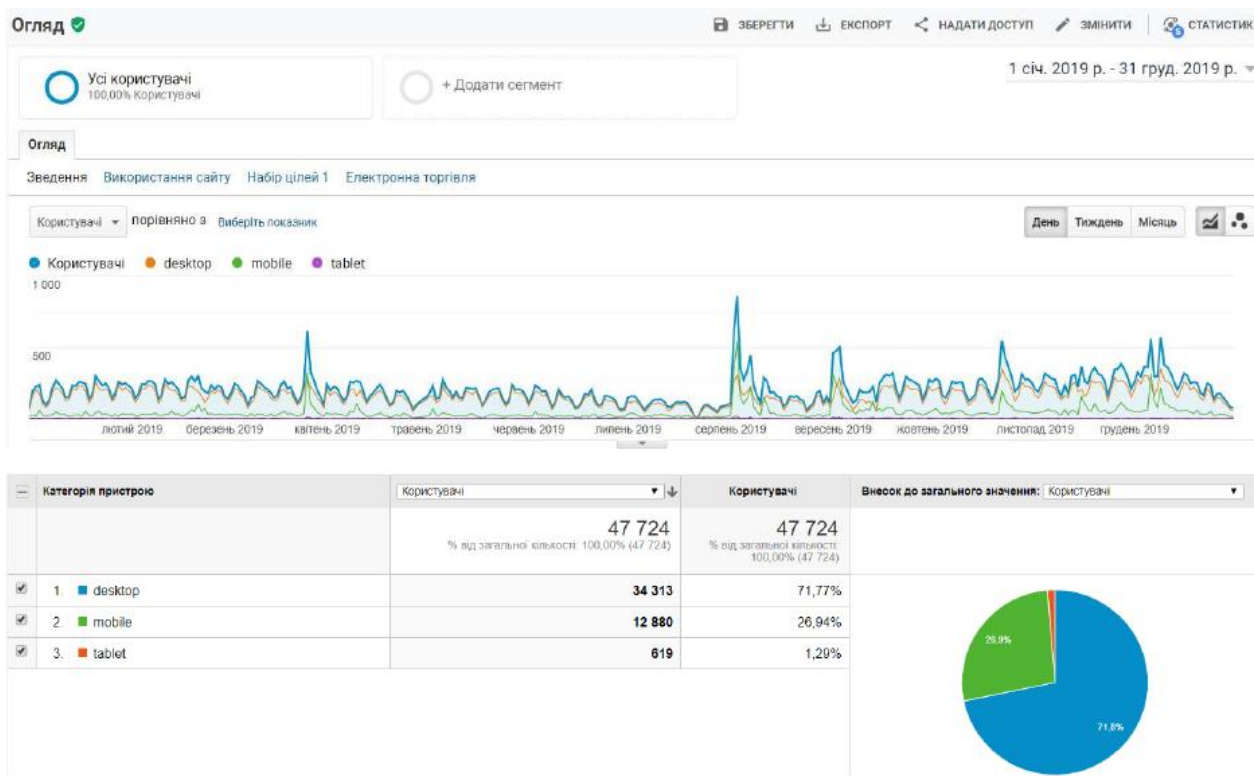 Огляд
ЗБЕРЕГТИ ЕКСПОРТ НАДАТИ ДОСТУП ЗМІНИТИ СТАТИСТИК
Усі користувачі
100,00% Користувачі
+ Додати сегмент
1 січ. 2019 р. - 31 груд. 2019 р.
Огляд
Зведення Використання сайту Набір цілей 1 Електронна торгівля
Користувачі порівняно з Виберіть показник
День Тиждень Місяць
Користувачі desktop mobile tablet
1 000
500
лютий 2019 березень 2019 квітень 2019 травень 2019 червень 2019 липень 2019 серпень 2019 вересень 2019 жовтень 2019 листопад 2019 грудень 2019
Категорія пристрою Користувачі Користувачі Внесок до загального значення: Користувачі
47 724 47 724
% від загальної кількості: 100,00% (47 724) % від загальної кількості:
100,00% (47 724)
1. desktop 34 313 71,77%
2. mobile 12 880 26,94%
3. tablet 619 1,29%
26,9%
71,8%